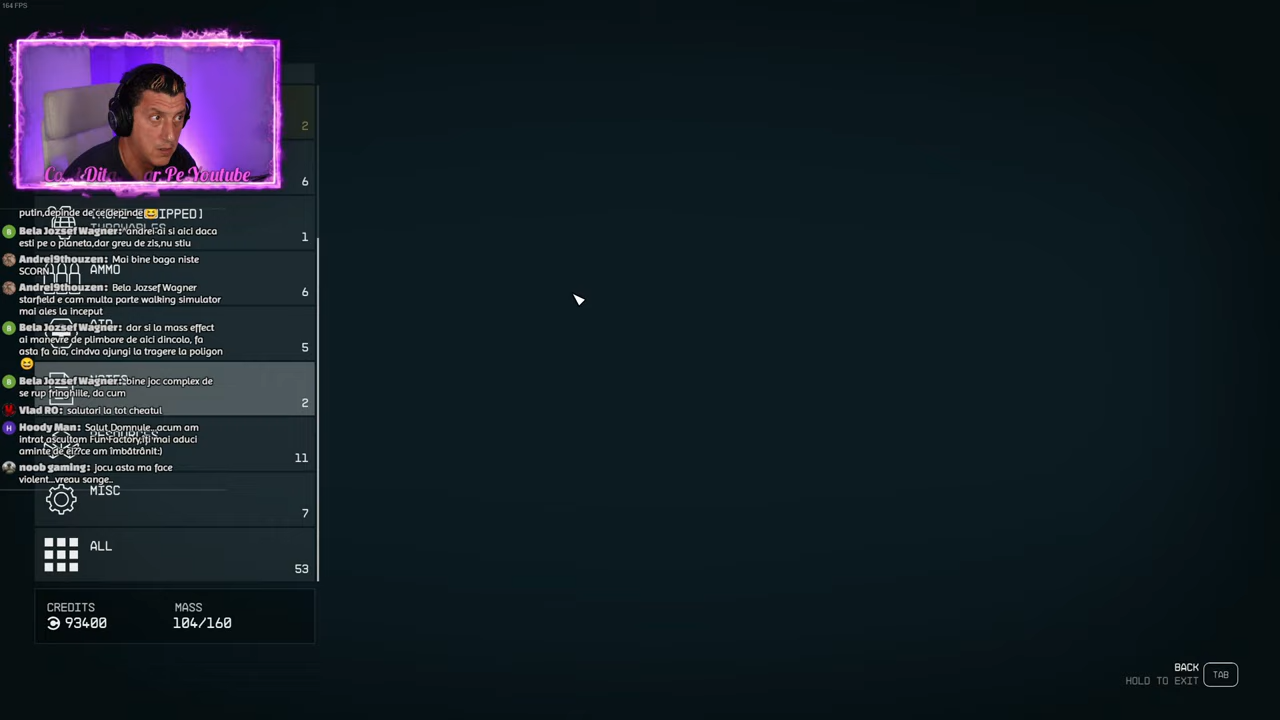 164 FPS
2
Pe Youtube
6
putin,depinde de ce depinde😆
EQUIPPED]
THROWABLES
1
Bela Jozsef Wagner: andrei ai si aici daca
esti pe o planeta,dar greu de zis,nu stiu
Andrei9thouzen: Mai bine baga niste
SCORN
AMMO
6
Andrei9thouzen: Bela Jozsef Wagner
starfield e cam multa parte walking simulator
mai ales la inceput
Bela Jozsef Wagner: dar si la mass effect
ai manevre de plimbare de aici dincolo, fa
asta fa aia, cindva ajungi la tragere la poligon
😆
5
Bela Jozsef Wagner: bine joc complex de
se rup fringhiile, da cum
NOTES
2
Vlad RO: salutari la tot cheatul
Hoody Man: Salut Domnule...acum am
intrat ascultam Fun Factory,iți mai aduci
aminte de ei??ce am îmbătrânit:)
RESOURCES
11
noob gaming: jocu asta ma face
violent...vreau sange..
MISC
7
ALL
53
CREDITS
93400
MASS
104/160
BACK
HOLD TO EXIT
TAB